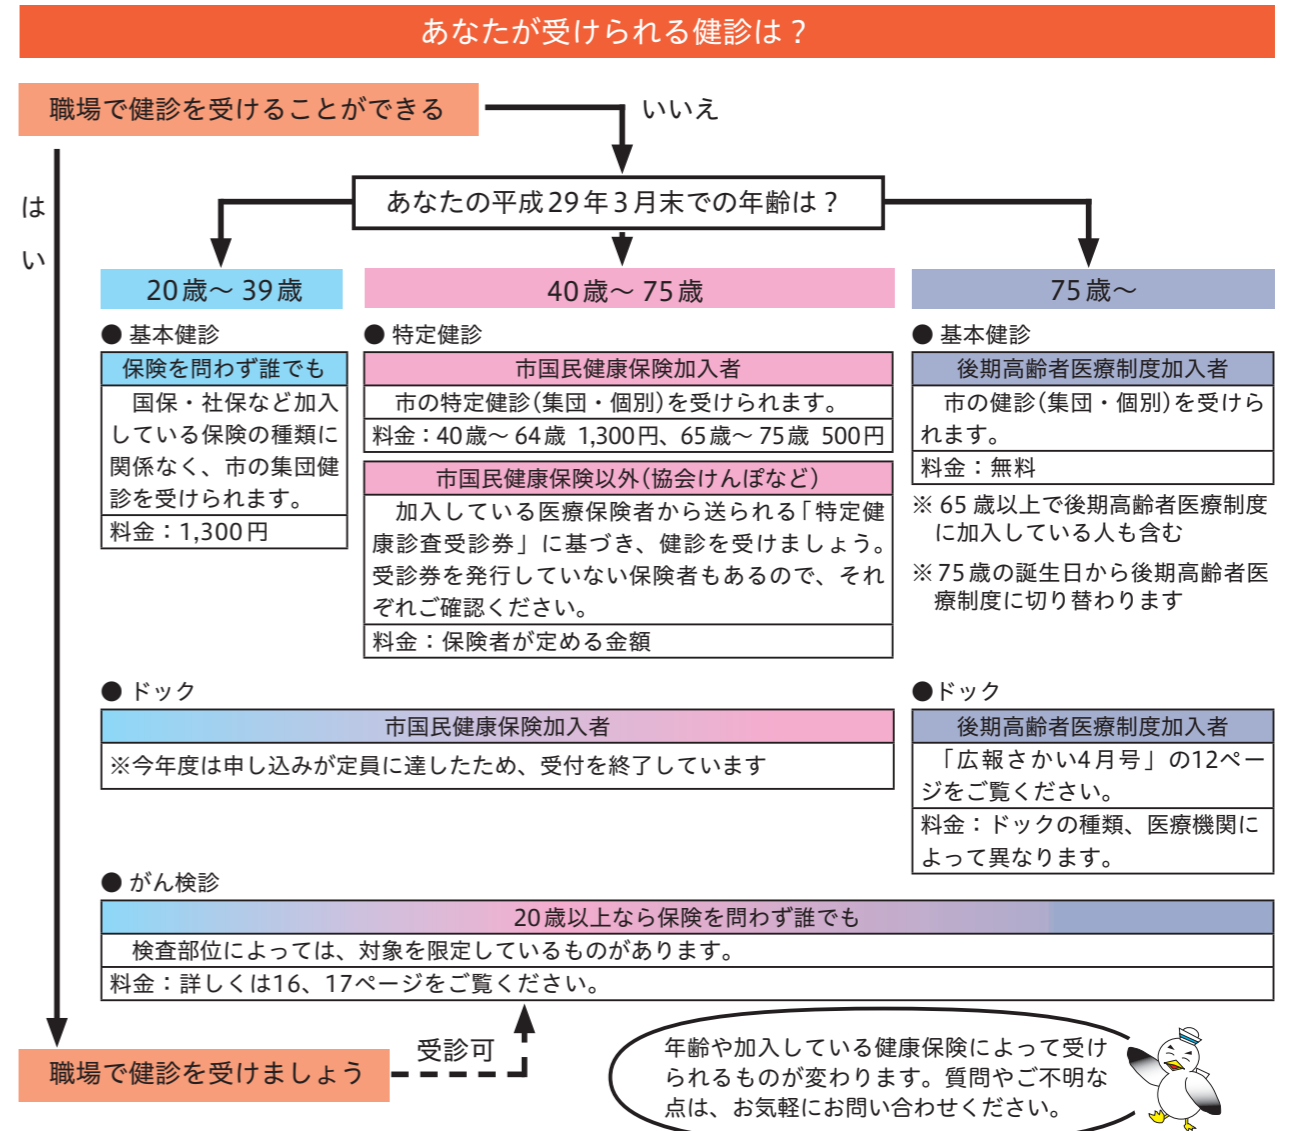 あなたが受けられる健診は？
職場で健診を受けることができる
いいえ
はい
あなたの平成29年３月末での年齢は？
20歳～39歳
● 基本健診
保険を問わず誰でも
国保・社保など加入
している保険の種類に
関係なく、市の集団健
診を受けられます。
料金：1,300円
40歳～75歳
● 特定健診
市国民健康保険加入者
市の特定健診(集団・個別)を受けられます。
料金：40歳～64歳 1,300円、65歳～75歳 500円
市国民健康保険以外(協会けんぽなど)
加入している医療保険者から送られる「特定健
康診査受診券」に基づき、健診を受けましょう。
受診券を発行していない保険者もあるので、それ
ぞれご確認ください。
料金：保険者が定める金額
75歳～
● 基本健診
後期高齢者医療制度加入者
市の健診(集団・個別)を受けら
れます。
料金：無料
※65歳以上で後期高齢者医療制度
に加入している人も含む
※75歳の誕生日から後期高齢者医
療制度に切り替わります
● ドック
市国民健康保険加入者
※今年度は申し込みが定員に達したため、受付を終了しています
●ドック
後期高齢者医療制度加入者
「広報さかい4月号」の12ペー
ジをご覧ください。
料金：ドックの種類、医療機関に
よって異なります。
● がん検診
20歳以上なら保険を問わず誰でも
検査部位によっては、対象を限定しているものがあります。
料金：詳しくは16、17ページをご覧ください。
職場で健診を受けましょう
受診可
年齢や加入している健康保険によって受け
られるものが変わります。質問やご不明な
点は、お気軽にお問い合わせください。